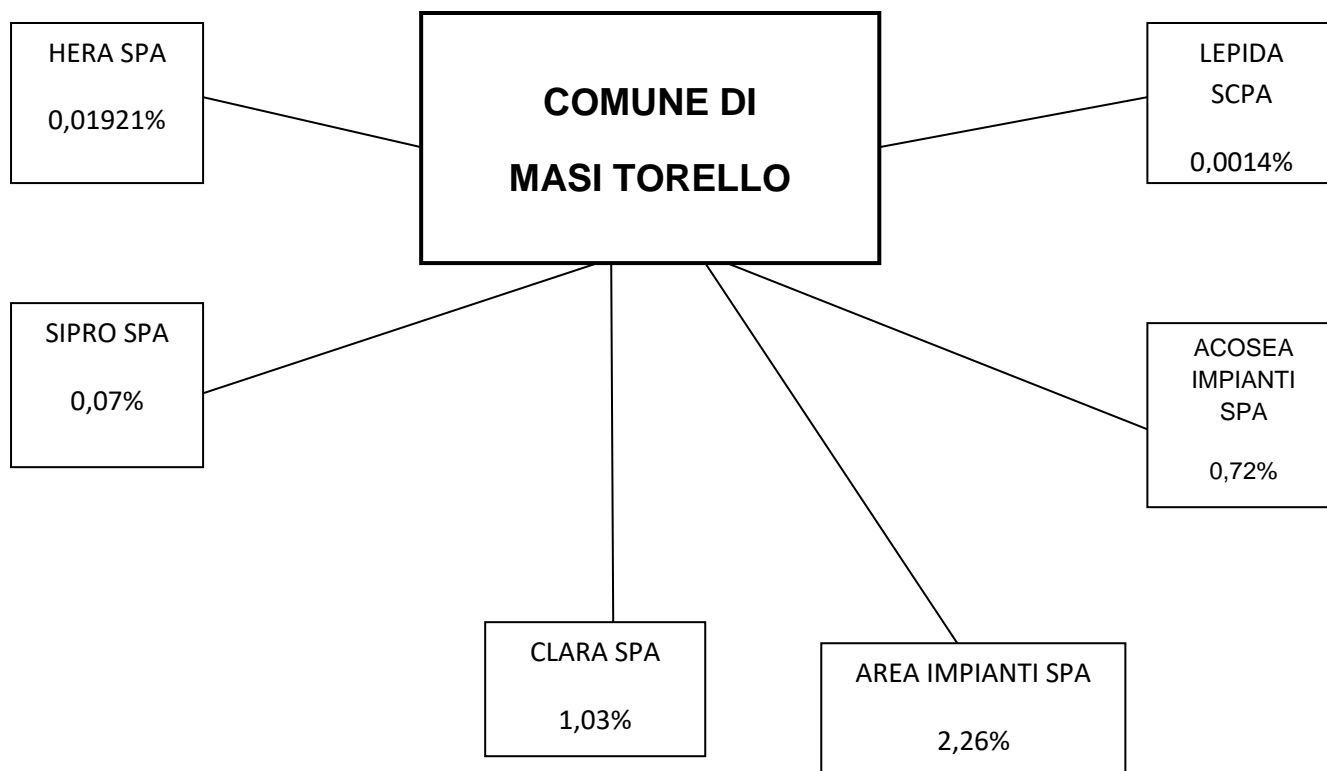 HERA SPA
0,01921%
COMUNE DI
MASI TORELLO
LEPIDA
SCPA
0,0014%
SIPRO SPA
0,07%
ACOSEA
IMPIANTI
SPA
0,72%
CLARA SPA
1,03%
AREA IMPIANTI SPA
2,26%